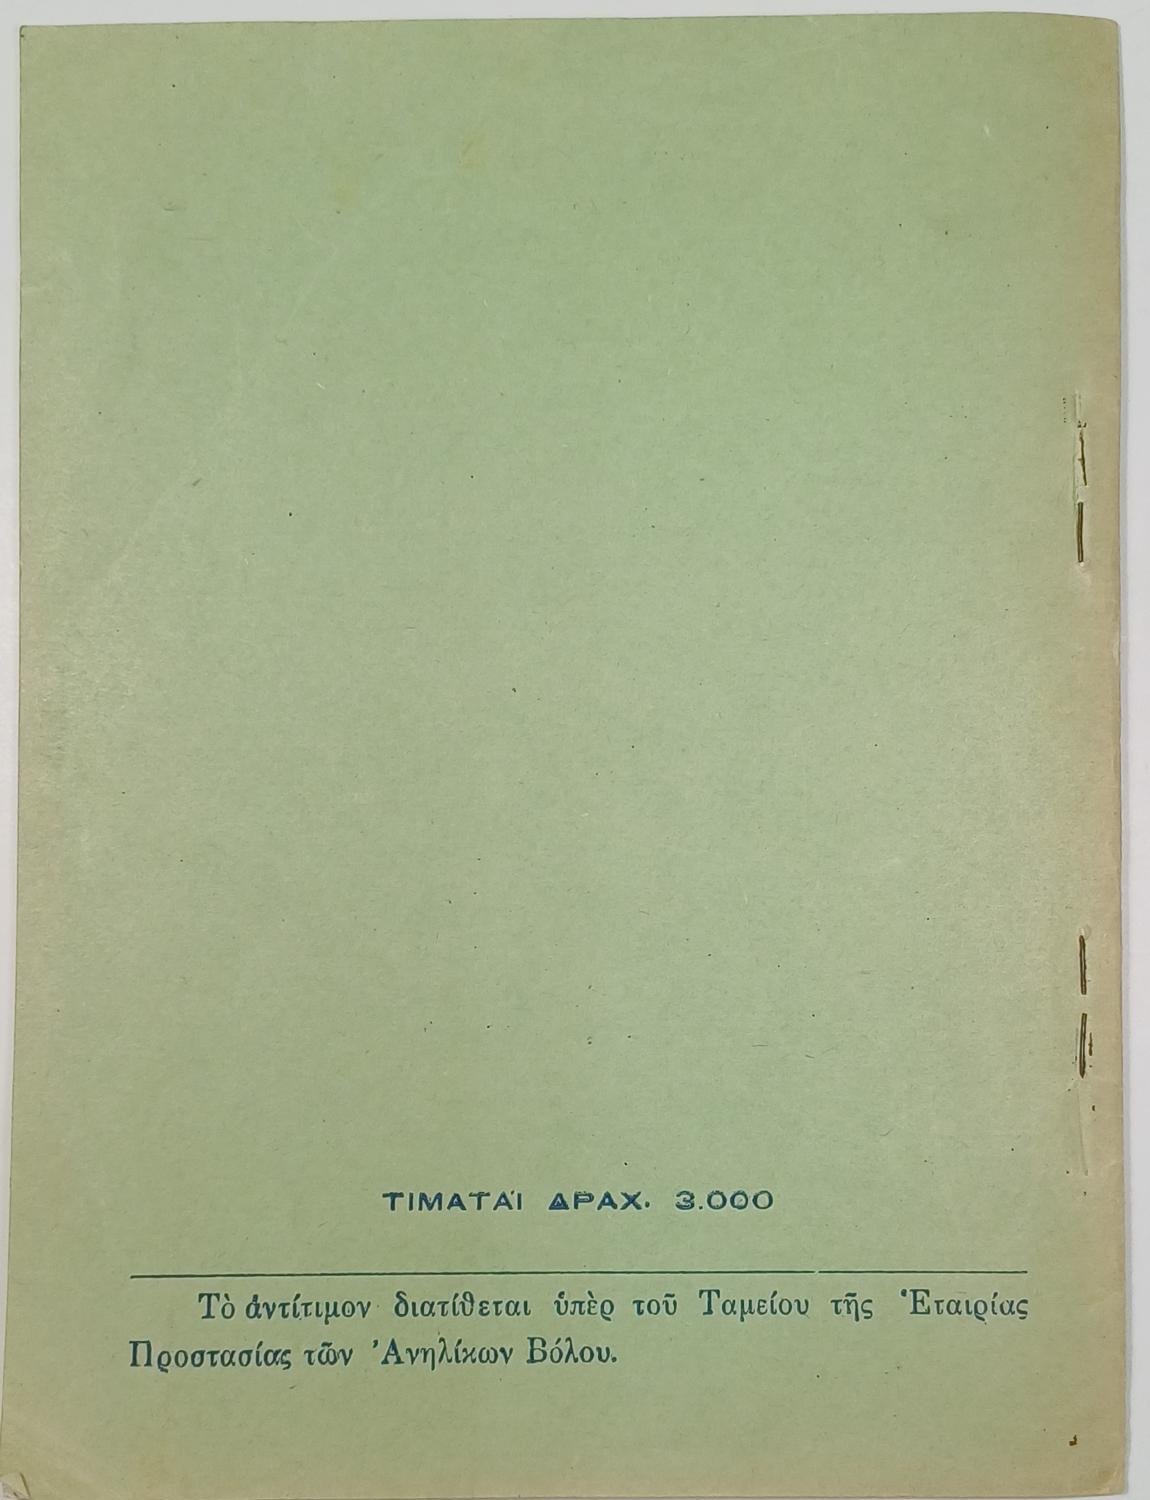 ΤΙΜΑΤΑΙ ΔΡΑΧ. 3.000
Τὸ ἀντίτιμον διατίθεται ὑπὲρ τοῦ Ταμείου τῆς Ἑταιρίας
Προστασίας τῶν Ἀνηλίκων Βόλου.